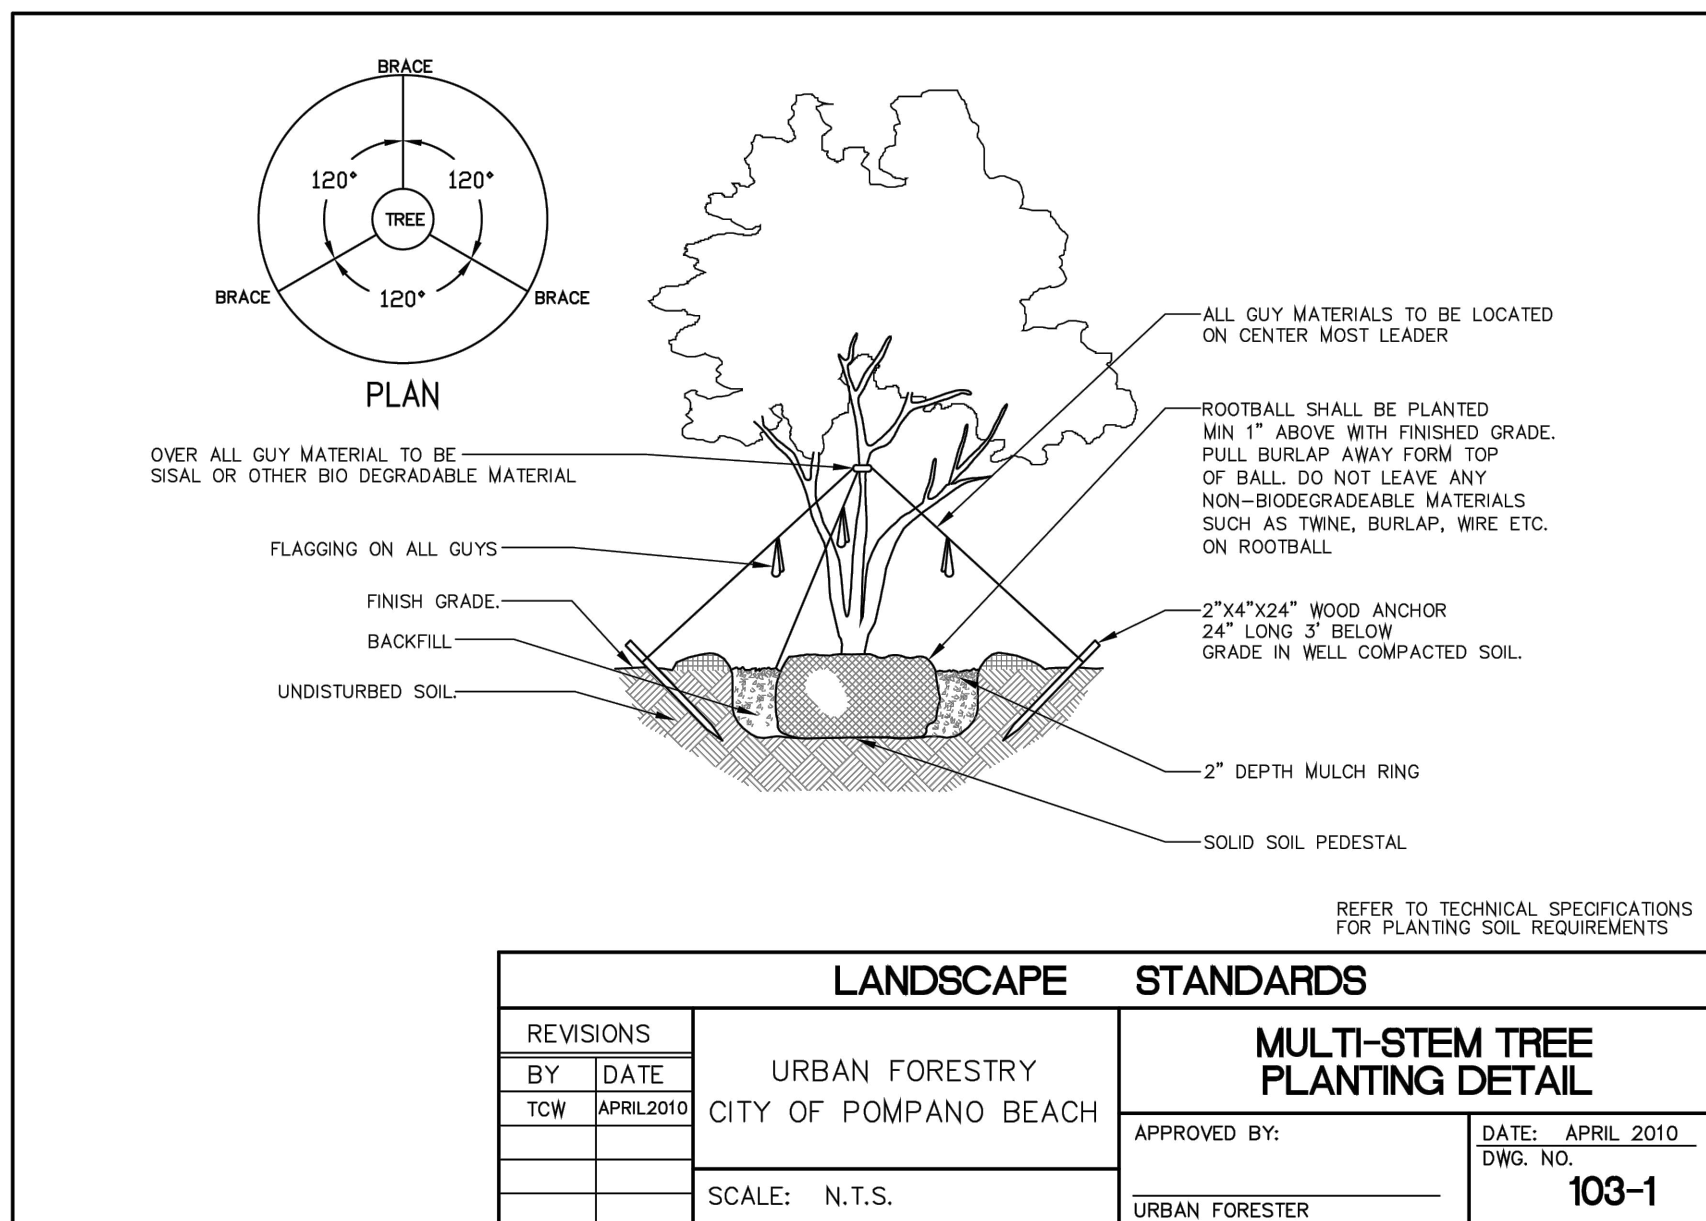 BRACE
120°
120°
TREE
120°
BRACE
BRACE
PLAN
OVER ALL GUY MATERIAL TO BE
SISAL OR OTHER BIO DEGRADABLE MATERIAL
FLAGGING ON ALL GUYS
FINISH GRADE.
BACKFILL
UNDISTURBED SOIL.
ALL GUY MATERIALS TO BE LOCATED
ON CENTER MOST LEADER
ROOTBALL SHALL BE PLANTED
MIN 1" ABOVE WITH FINISHED GRADE.
PULL BURLAP AWAY FORM TOP
OF BALL. DO NOT LEAVE ANY
NON-BIODEGRADEABLE MATERIALS
SUCH AS TWINE, BURLAP, WIRE ETC.
ON ROOTBALL
2"X4"X24" WOOD ANCHOR
24" LONG 3' BELOW
GRADE IN WELL COMPACTED SOIL.
2" DEPTH MULCH RING
SOLID SOIL PEDESTAL
REFER TO TECHNICAL SPECIFICATIONS
FOR PLANTING SOIL REQUIREMENTS
LANDSCAPE STANDARDS
REVISIONS
BY DATE
TCW APRIL2010
URBAN FORESTRY
CITY OF POMPANO BEACH
SCALE: N.T.S.
MULTI-STEM TREE
PLANTING DETAIL
APPROVED BY:
URBAN FORESTER
DATE: APRIL 2010
DWG. NO.
103-1